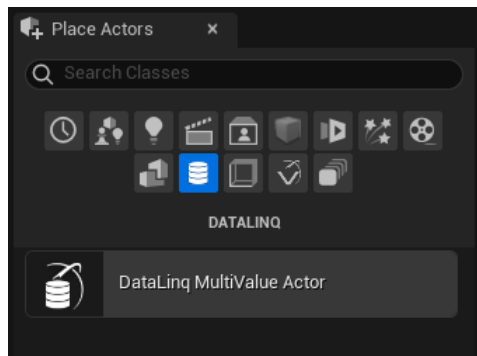 Place Actors
Search Classes
DATALINQ
DataLinq MultiValue Actor